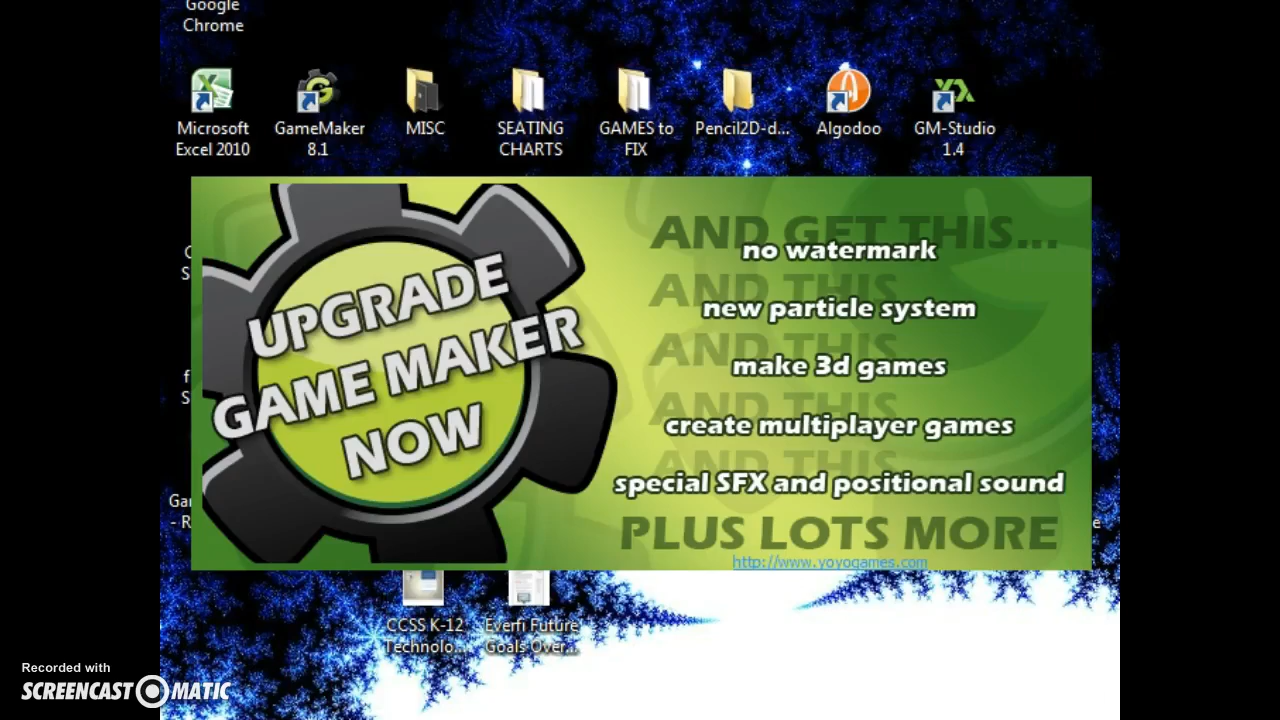 Google
Chrome
Microsoft
Excel 2010
GameMaker
8.1
MISC
SEATING
CHARTS
GAMES to
FIX
Pencil2D-d...
Algodoo
GM-Studio
1.4
UPGRADE
GAME MAKER
NOW
AND GET THIS...
no watermark
AND THIS
new particle system
AND THIS
make 3d games
AND THIS
create multiplayer games
AND THIS
special SFX and positional sound
PLUS LOTS MORE
http://www.yoyogames.com
CCSS K-12
Technolo...
Everfi Future
Goals Over...
Recorded with
SCREENCAST MATIC